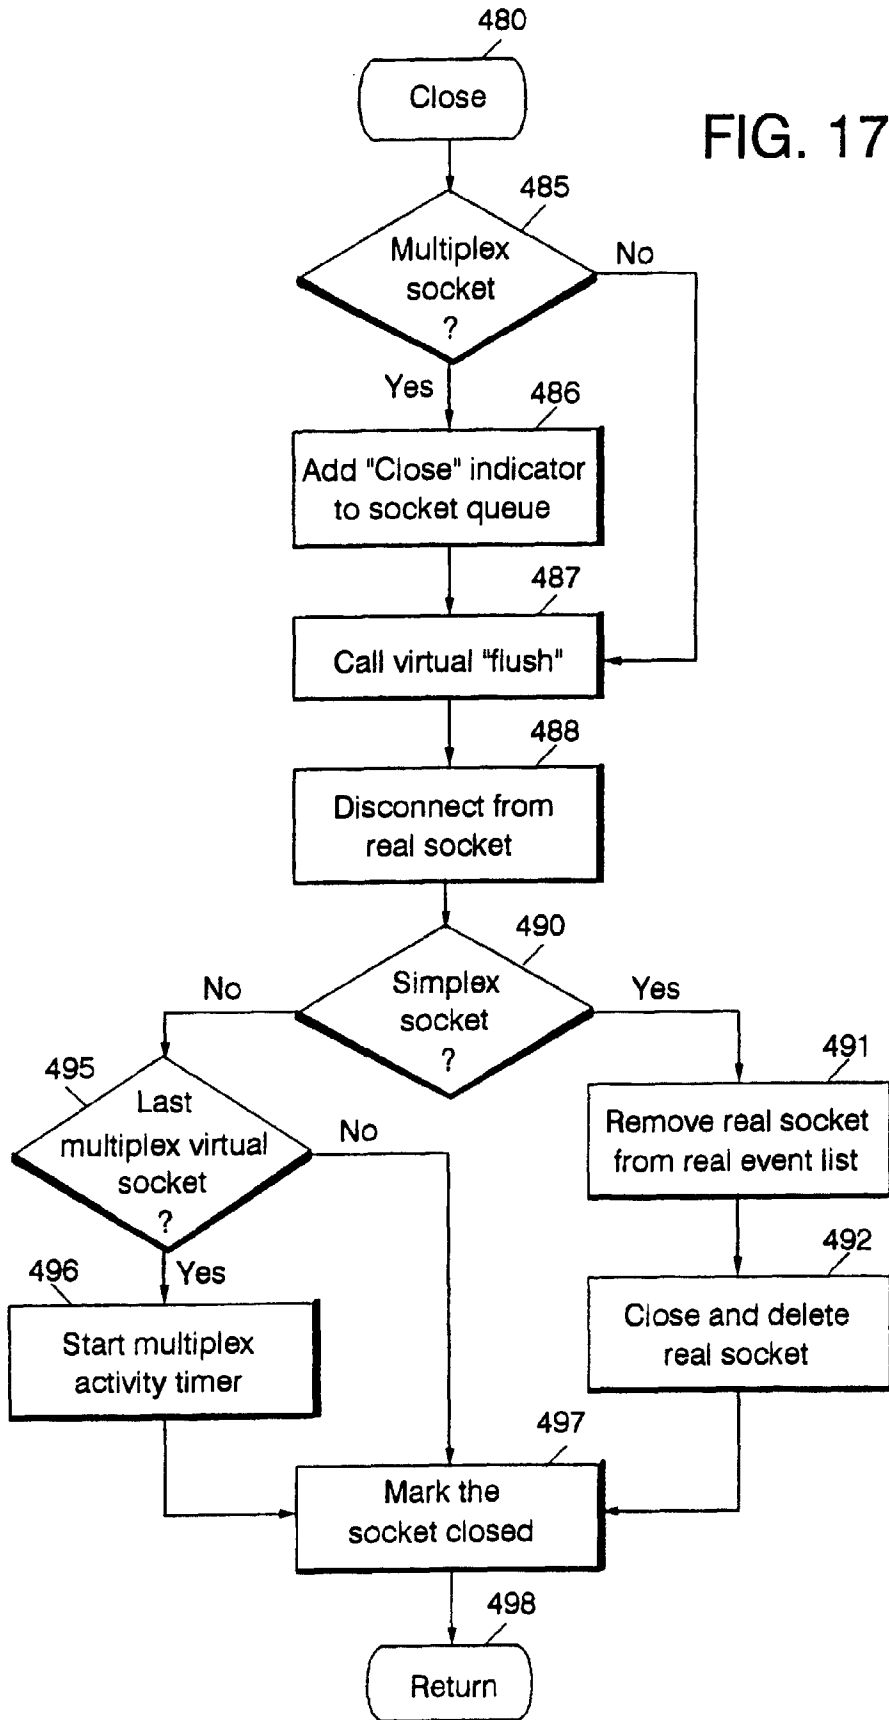 480
Close
FIG. 17
485
Multiplex
socket
?
No
Yes
486
Add "Close" indicator
to socket queue
487
Call virtual "flush"
488
Disconnect from
real socket
490
Simplex
socket
?
No
Yes
495
Last
multiplex virtual
socket
?
No
491
Remove real socket
from real event list
Yes
496
Start multiplex
activity timer
492
Close and delete
real socket
497
Mark the
socket closed
498
Return